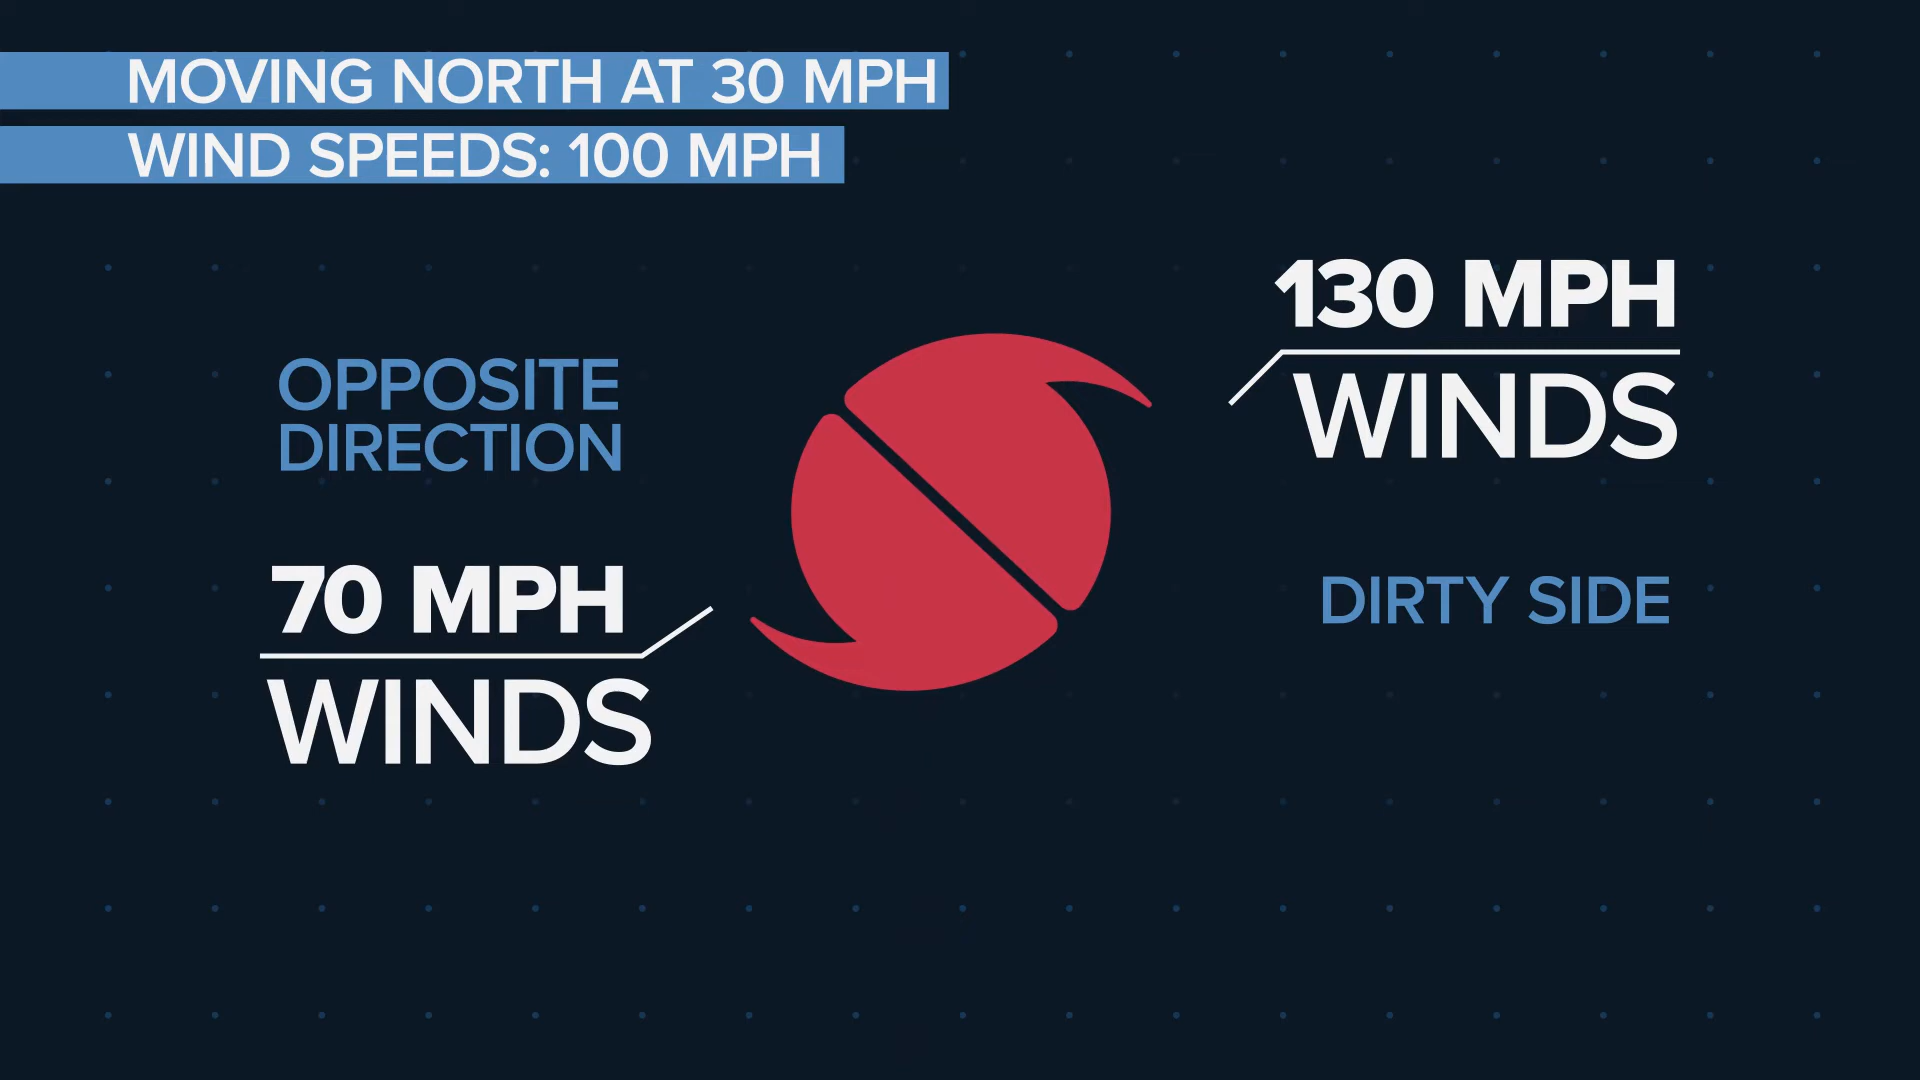 MOVING NORTH AT 30 MPH
WIND SPEEDS: 100 MPH
OPPOSITE
DIRECTION
70 MPH
WINDS
130 MPH
WINDS
DIRTY SIDE